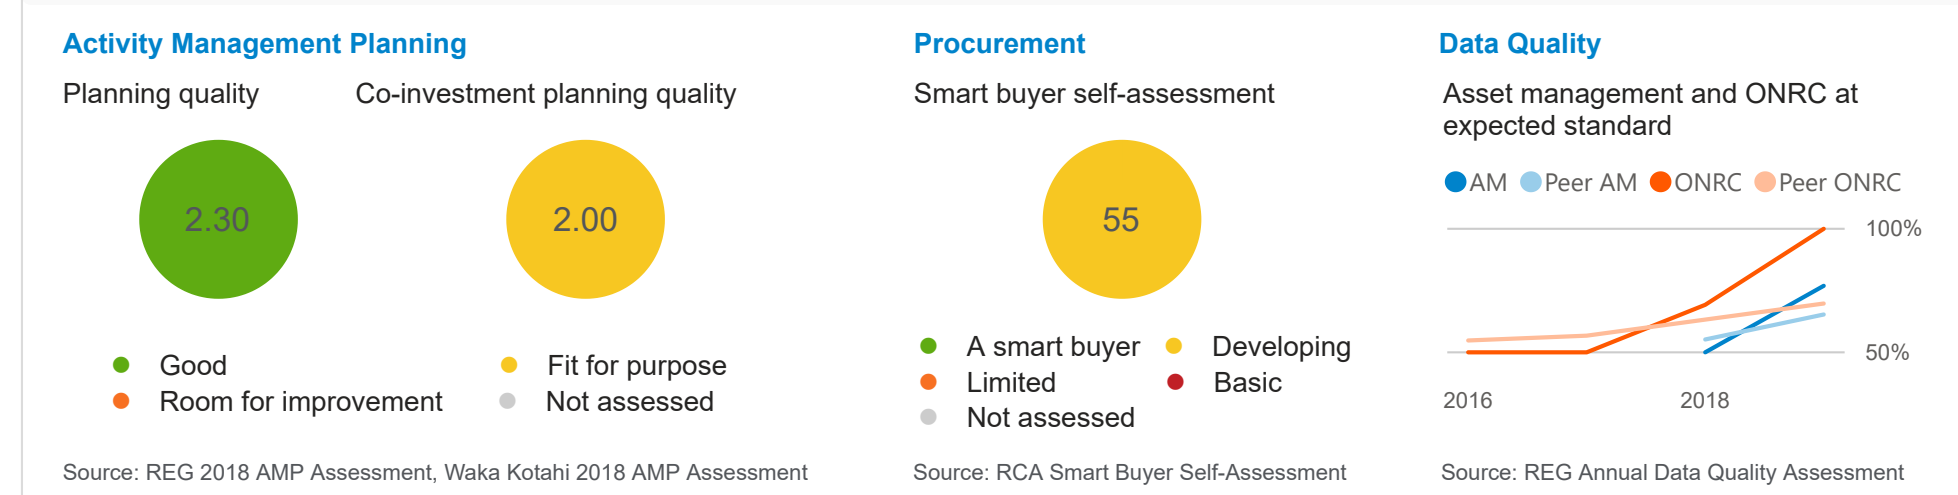 Activity Management Planning
Planning quality
Co-investment planning quality
2.30
2.00
Good
Fit for purpose
Room for improvement
Not assessed
Source: REG 2018 AMP Assessment, Waka Kotahi 2018 AMP Assessment
Procurement
Smart buyer self-assessment
55
A smart buyer
Developing
Limited
Basic
Not assessed
Source: RCA Smart Buyer Self-Assessment
Data Quality
Asset management and ONRC at
expected standard
AM Peer AM ONRC Peer ONRC
100%
50%
2016
2018
Source: REG Annual Data Quality Assessment